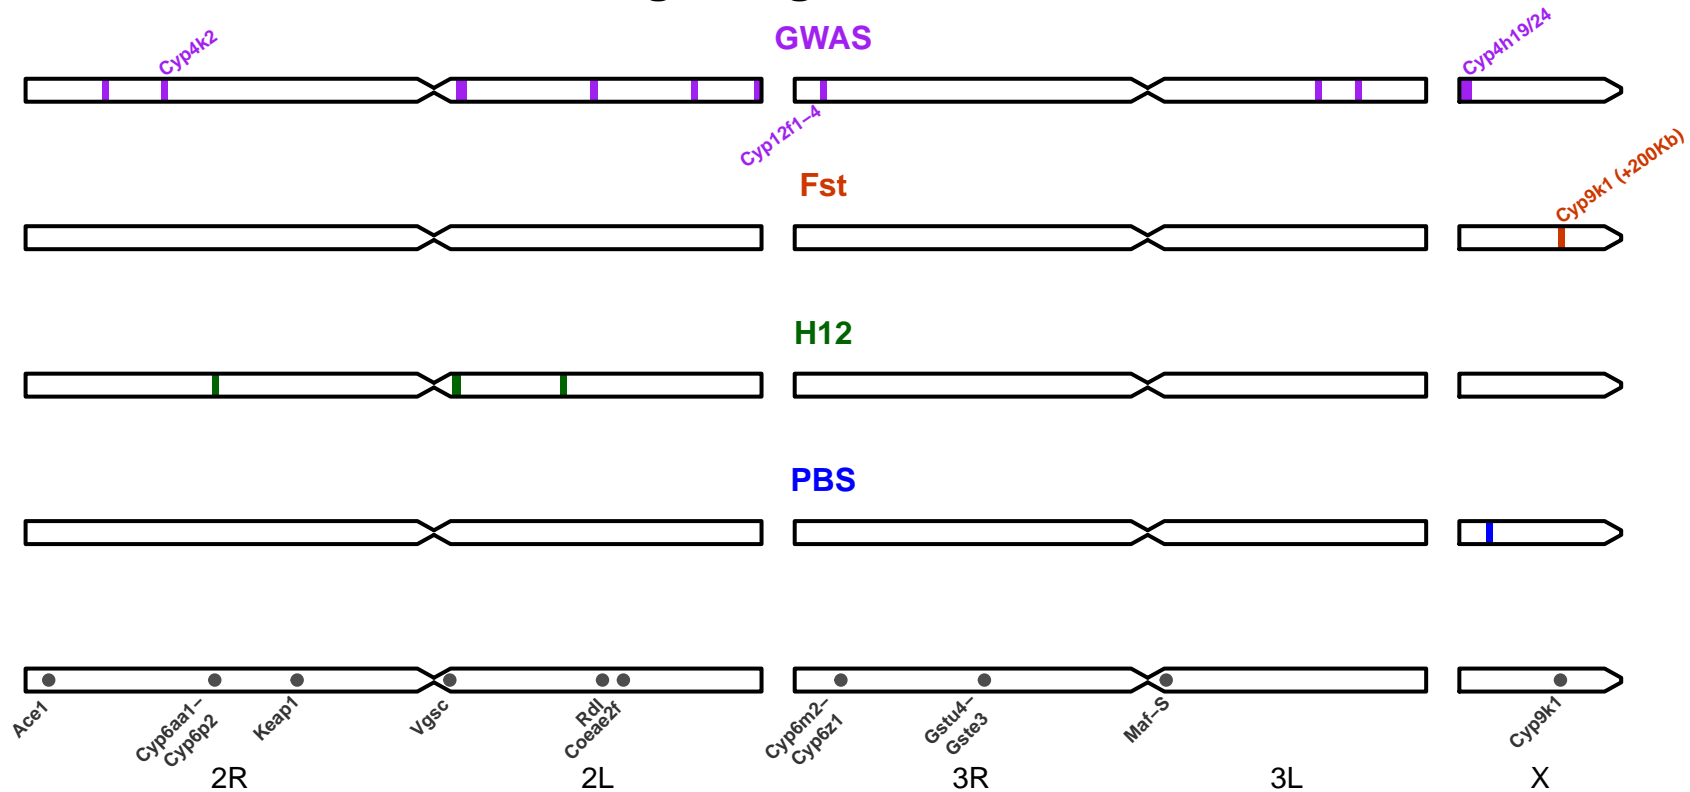 GWAS
Cyp4k2
Cyp4h19/24
Cyp12f1–4
Fst
Cyp9k1 (+200Kb)
H12
PBS
Ace1
Cyp6aa1–
Cyp6p2
Keap1
Vgsc
Rdl
Coeae2f
Cyp6m2–
Cyp6z1
Gstu4–
Gste3
Maf–S
Cyp9k1
2R
2L
3R
3L
X